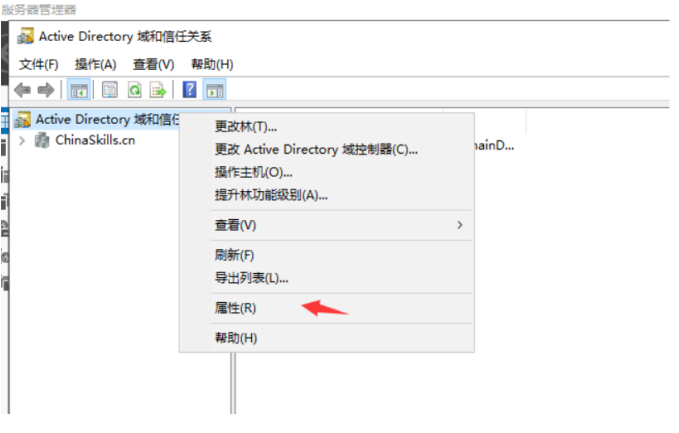 服务器管理器
Active Directory 域和信任关系
文件(F) 操作(A) 查看(V) 帮助(H)
Active Directory 域和信任
ChinaSkills.cn
更改林(T)...
更改 Active Directory 域控制器(C)...
操作主机(O)...
提升林功能级别(A)...
查看(V)
刷新(F)
导出列表(L)...
属性(R)
帮助(H)